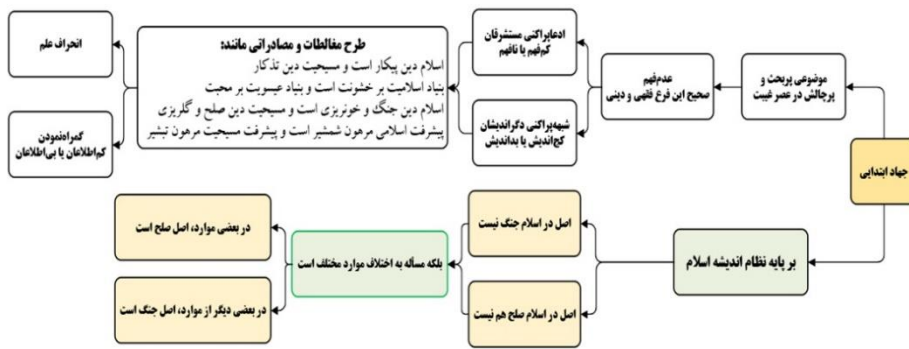 جهاد ابتدایی
موضوعی پربحث و
پرچالش در عصر غیبت
عدم‌فهم
صحیح این فرع فقهی و دینی
ادعاپراکنی مستشرقان
کم‌فهم یا نافهم
شبهه‌پراکنی دگراندیشان
کج‌اندیش یا بداندیش
طرح مغالطات و مصادراتی مانند:
اسلام دین پیکار است و مسیحیت دین تذکار
بنیاد اسلامیت بر خشونت است و بنیاد عیسویت بر محبت
اسلام دین جنگ و خونریزی است و مسیحیت دین صلح و گلریزی
پیشرفت اسلامی مرهون شمشیر است و پیشرفت مسیحیت مرهون تبشیر
انحراف علم
گمراه‌نمودن
کم‌اطلاعان یا بی‌اطلاعان
بر پایه نظام اندیشه اسلام
اصل در اسلام جنگ نیست
اصل در اسلام صلح هم نیست
بلکه مسأله به اختلاف موارد مختلف است
در بعضی موارد، اصل صلح است
در بعضی دیگر از موارد، اصل جنگ است